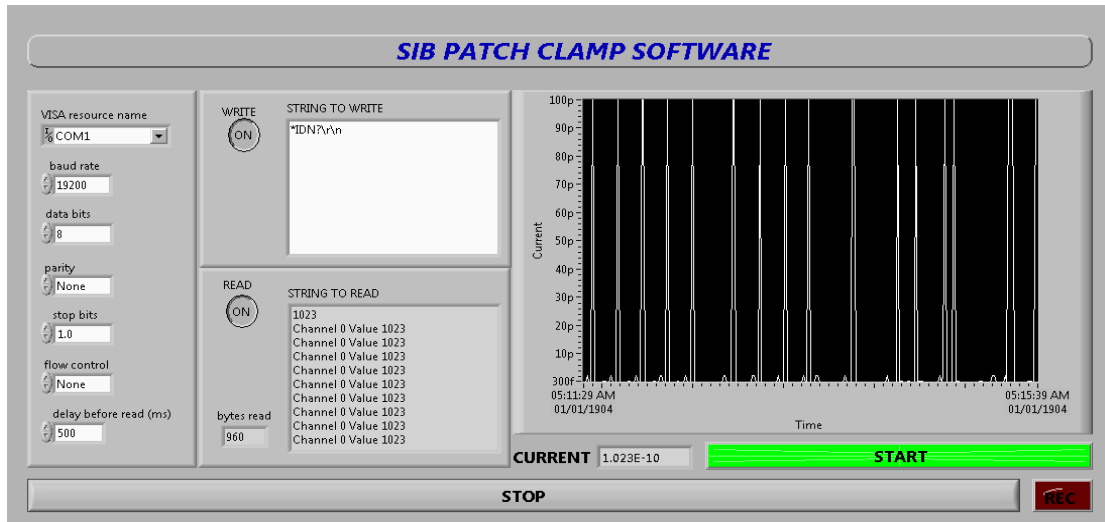 SIB PATCH CLAMP SOFTWARE
VISA resource name
COM1
baud rate
19200
data bits
8
parity
None
stop bits
1.0
flow control
None
delay before read (ms)
500
WRITE
ON
STRING TO WRITE
*IDN?\r\n
READ
ON
bytes read
960
STRING TO READ
1023
Channel 0 Value 1023
Channel 0 Value 1023
Channel 0 Value 1023
Channel 0 Value 1023
Channel 0 Value 1023
Channel 0 Value 1023
Channel 0 Value 1023
Channel 0 Value 1023
Channel 0 Value 1023
Current
100p
90p
80p
70p
60p
50p
40p
30p
20p
10p
300f
05:11:29 AM
01/01/1904
05:15:39 AM
01/01/1904
Time
CURRENT 1.023E-10
START
STOP
REC